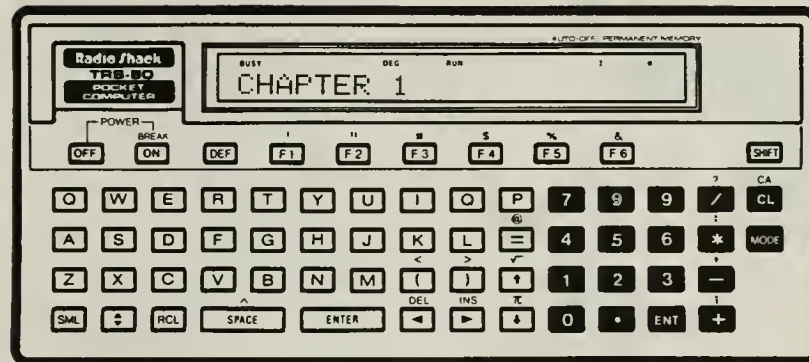 AUTO-OFF PERMANENT MEMORY
Radio Shack
TRS-80
POCKET
COMPUTER
BUSY DEG RUN
CHAPTER 1
POWER
BREAK ! " # $ % &
OFF ON DEF F1 F2 F3 F4 F5 F6 SHIFT
? CA
Q W E R T Y U I O P 7 9 9 / CL
@ :
A S D F G H J K L = 4 5 6 * MODE
< > √ ,
Z X C V B N M ( ) ↑ 1 2 3 −
^ DEL INS π ;
SML ⬍ RCL SPACE ENTER ◀ ▶ ↓ 0 • ENT +